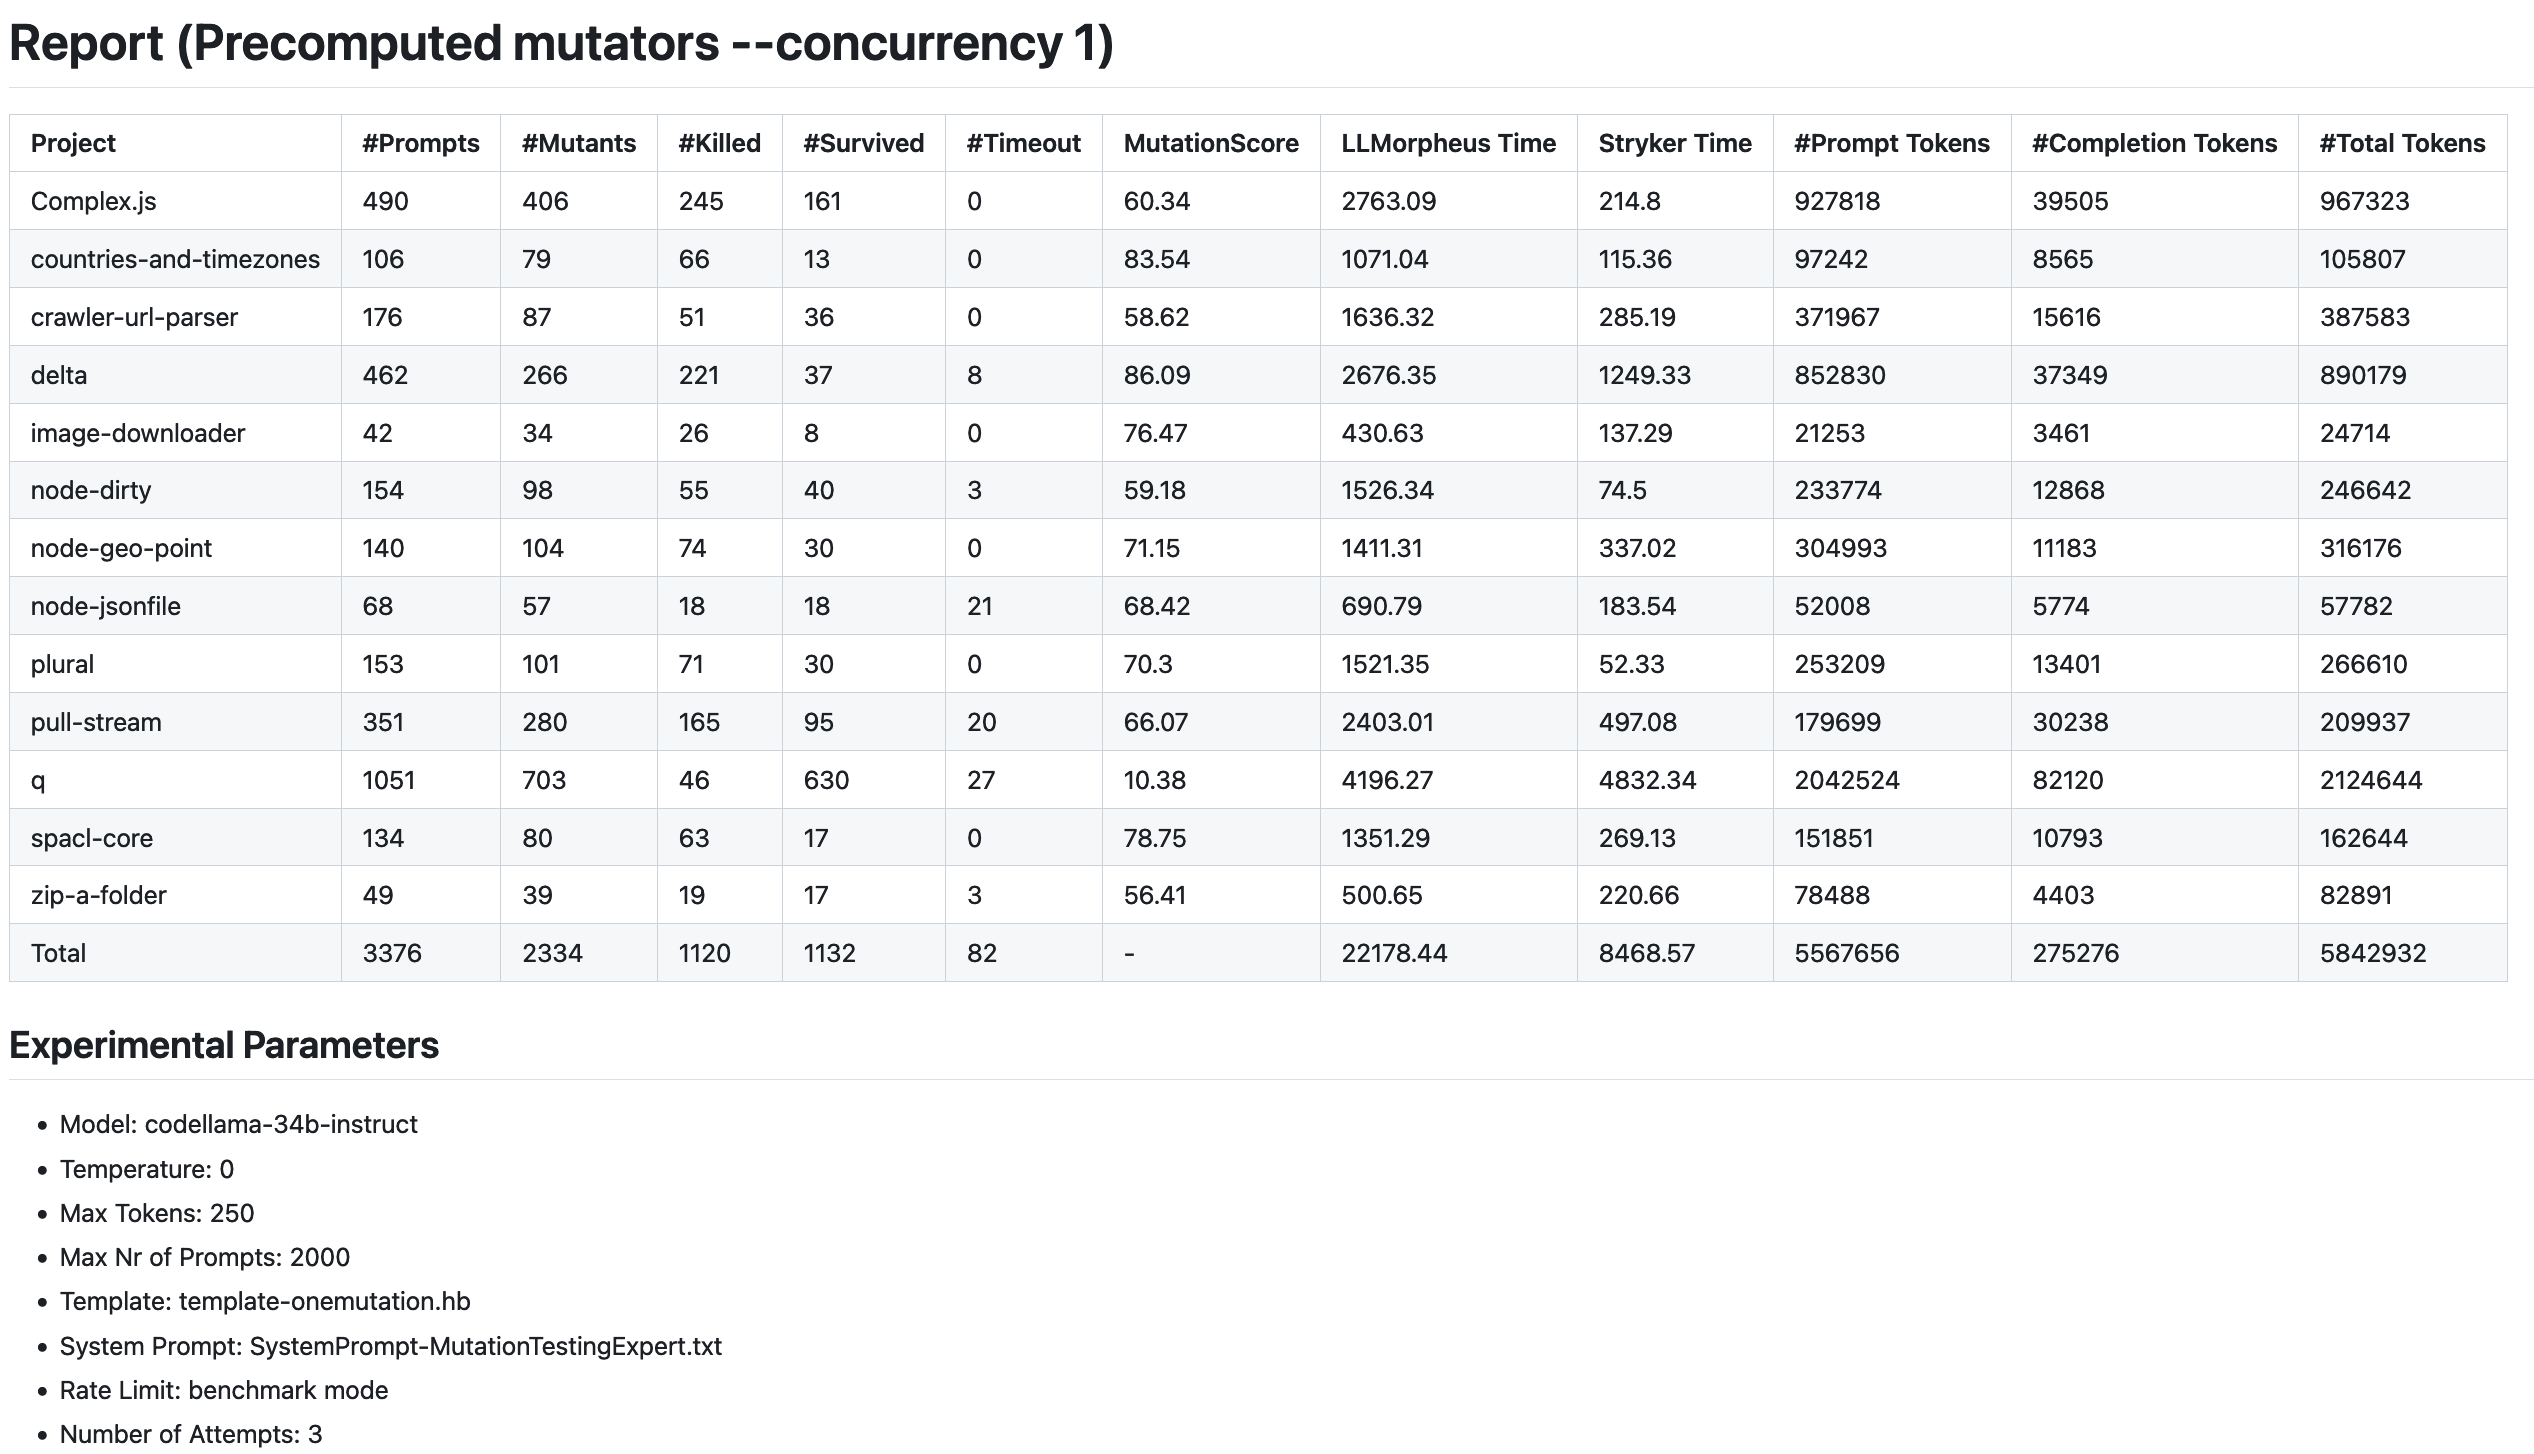 Report (Precomputed mutators --concurrency 1)
Project #Prompts #Mutants #Killed #Survived #Timeout MutationScore LLMorpheus Time Stryker Time #Prompt Tokens #Completion Tokens #Total Tokens
Complex.js 490 406 245 161 0 60.34 2763.09 214.8 927818 39505 967323
countries-and-timezones 106 79 66 13 0 83.54 1071.04 115.36 97242 8565 105807
crawler-url-parser 176 87 51 36 0 58.62 1636.32 285.19 371967 15616 387583
delta 462 266 221 37 8 86.09 2676.35 1249.33 852830 37349 890179
image-downloader 42 34 26 8 0 76.47 430.63 137.29 21253 3461 24714
node-dirty 154 98 55 40 3 59.18 1526.34 74.5 233774 12868 246642
node-geo-point 140 104 74 30 0 71.15 1411.31 337.02 304993 11183 316176
node-jsonfile 68 57 18 18 21 68.42 690.79 183.54 52008 5774 57782
plural 153 101 71 30 0 70.3 1521.35 52.33 253209 13401 266610
pull-stream 351 280 165 95 20 66.07 2403.01 497.08 179699 30238 209937
q 1051 703 46 630 27 10.38 4196.27 4832.34 2042524 82120 2124644
spacl-core 134 80 63 17 0 78.75 1351.29 269.13 151851 10793 162644
zip-a-folder 49 39 19 17 3 56.41 500.65 220.66 78488 4403 82891
Total 3376 2334 1120 1132 82 - 22178.44 8468.57 5567656 275276 5842932
Experimental Parameters
• Model: codellama-34b-instruct
• Temperature: 0
• Max Tokens: 250
• Max Nr of Prompts: 2000
• Template: template-onemutation.hb
• System Prompt: SystemPrompt-MutationTestingExpert.txt
• Rate Limit: benchmark mode
• Number of Attempts: 3